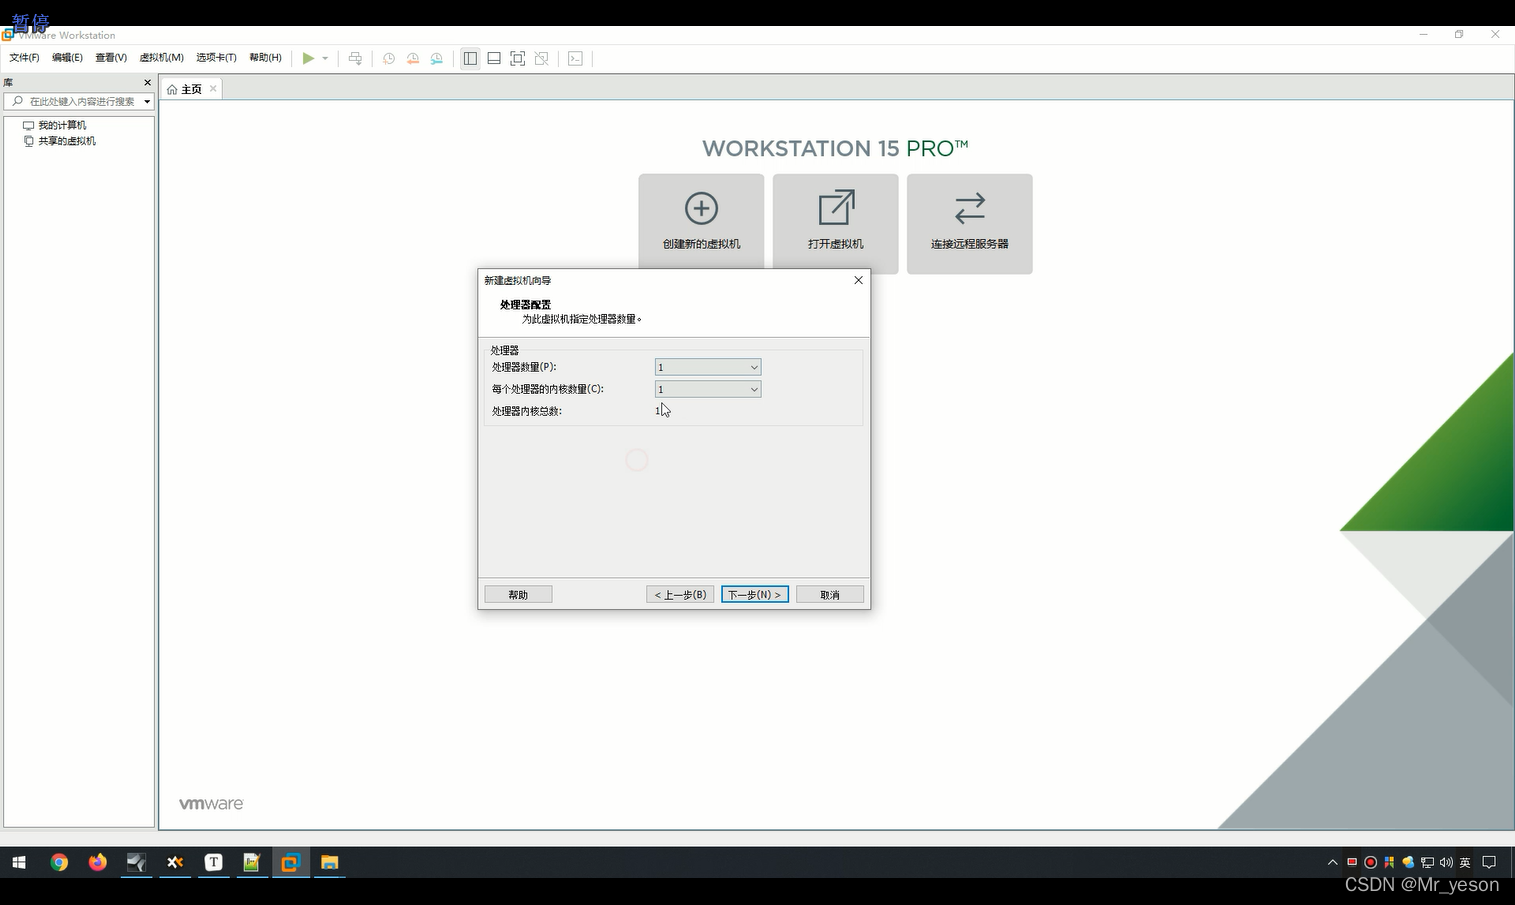 暂停
VMware Workstation
文件(F) 编辑(E) 查看(V) 虚拟机(M) 选项卡(T) 帮助(H)
库
主页
在此处键入内容进行搜索
我的计算机
共享的虚拟机
WORKSTATION 15 PRO™
创建新的虚拟机
打开虚拟机
连接远程服务器
新建虚拟机向导
处理器配置
为此虚拟机指定处理器数量。
处理器
处理器数量(P): 1
每个处理器的内核数量(C): 1
处理器内核总数: 1
帮助
< 上一步(B)
下一步(N) >
取消
vmware
T
英
CSDN @Mr_yeson